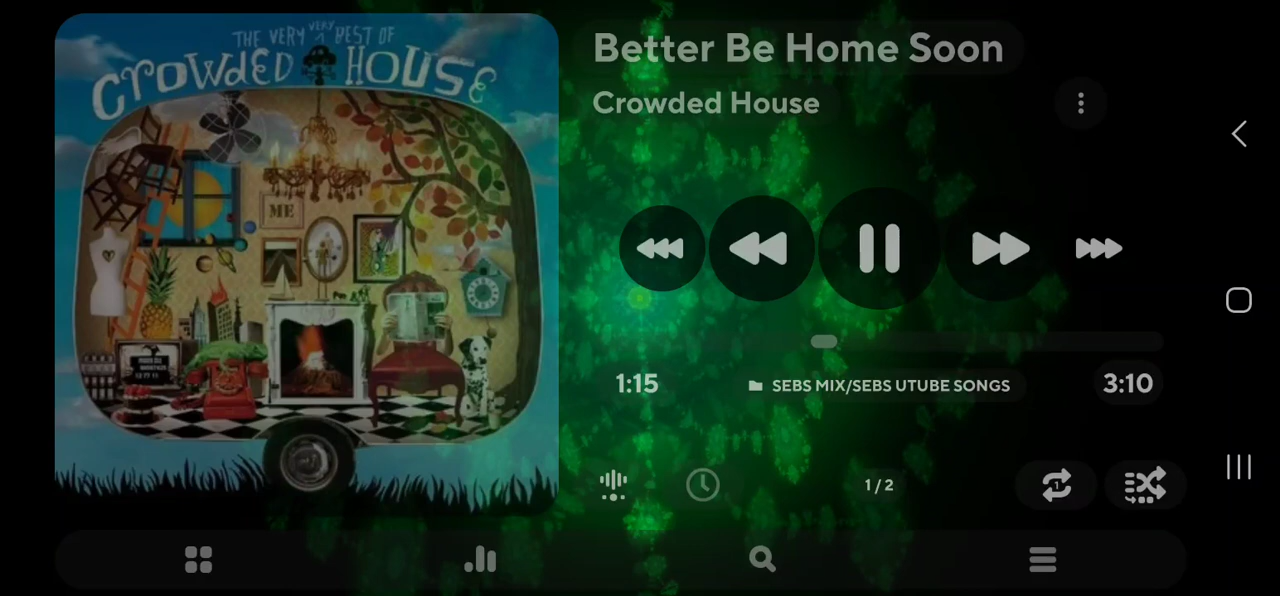 THE VERY VERY BEST OF
CROWDED HOUSE
ME
Better Be Home Soon
Crowded House
1:15
SEBS MIX/SEBS UTUBE SONGS
3:10
1
1/2